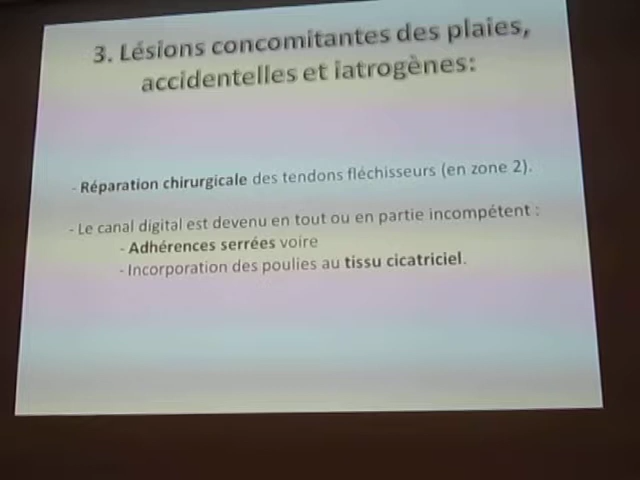 3. Lésions concomitantes des plaies,
accidentelles et iatrogènes:
- Réparation chirurgicale des tendons fléchisseurs (en zone 2).
- Le canal digital est devenu en tout ou en partie incompétent :
- Adhérences serrées voire
- Incorporation des poulies au tissu cicatriciel.